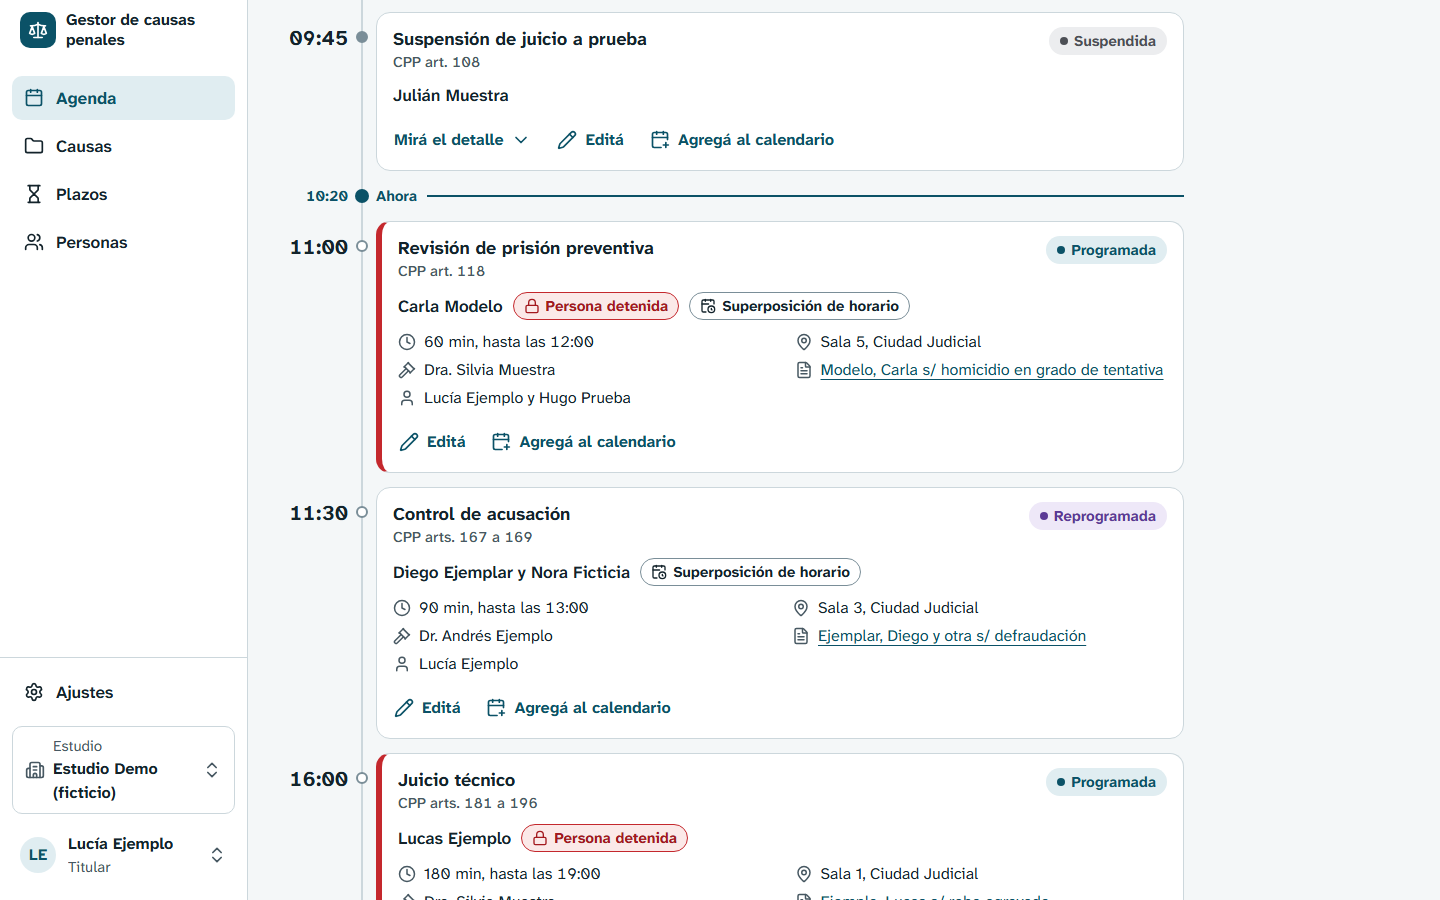 Gestor de causas
penales
Agenda
Causas
Plazos
Personas
Ajustes
Estudio
Estudio Demo
(ficticio)
LE
Lucía Ejemplo
Titular
09:45
Suspensión de juicio a prueba
Suspendida
CPP art. 108
Julián Muestra
Mirá el detalle
Editá
Agregá al calendario
10:20
Ahora
11:00
Revisión de prisión preventiva
Programada
CPP art. 118
Carla Modelo
Persona detenida
Superposición de horario
60 min, hasta las 12:00
Sala 5, Ciudad Judicial
Dra. Silvia Muestra
Modelo, Carla s/ homicidio en grado de tentativa
Lucía Ejemplo y Hugo Prueba
Editá
Agregá al calendario
11:30
Control de acusación
Reprogramada
CPP arts. 167 a 169
Diego Ejemplar y Nora Ficticia
Superposición de horario
90 min, hasta las 13:00
Sala 3, Ciudad Judicial
Dr. Andrés Ejemplo
Ejemplar, Diego y otra s/ defraudación
Lucía Ejemplo
Editá
Agregá al calendario
16:00
Juicio técnico
Programada
CPP arts. 181 a 196
Lucas Ejemplo
Persona detenida
180 min, hasta las 19:00
Sala 1, Ciudad Judicial
Dra. Silvia Muestra
Ejemplo, Lucas s/ robo agravado